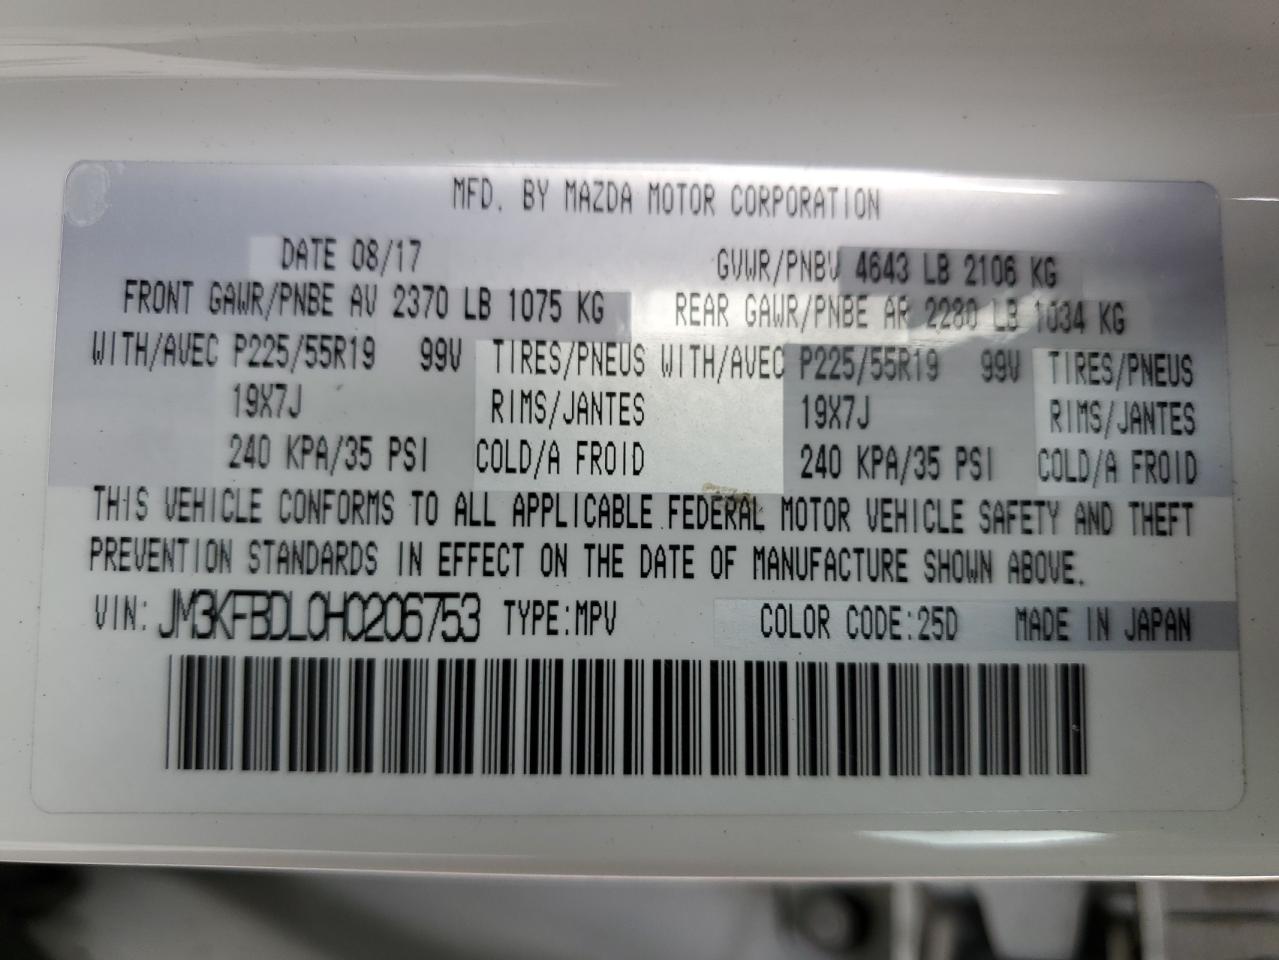 MFD. BY MAZDA MOTOR CORPORATION
DATE 08/17 GVWR/PNBV 4643 LB 2106 KG
FRONT GAWR/PNBE AV 2370 LB 1075 KG REAR GAWR/PNBE AR 2280 LB 1034 KG
WITH/AVEC P225/55R19 99V TIRES/PNEUS WITH/AVEC P225/55R19 99V TIRES/PNEUS
19X7J RIMS/JANTES 19X7J RIMS/JANTES
240 KPA/35 PSI COLD/A FROID 240 KPA/35 PSI COLD/A FROID
THIS VEHICLE CONFORMS TO ALL APPLICABLE FEDERAL MOTOR VEHICLE SAFETY AND THEFT
PREVENTION STANDARDS IN EFFECT ON THE DATE OF MANUFACTURE SHOWN ABOVE.
VIN: JM3KFBDL0H0206753 TYPE:MPV COLOR CODE:25D MADE IN JAPAN